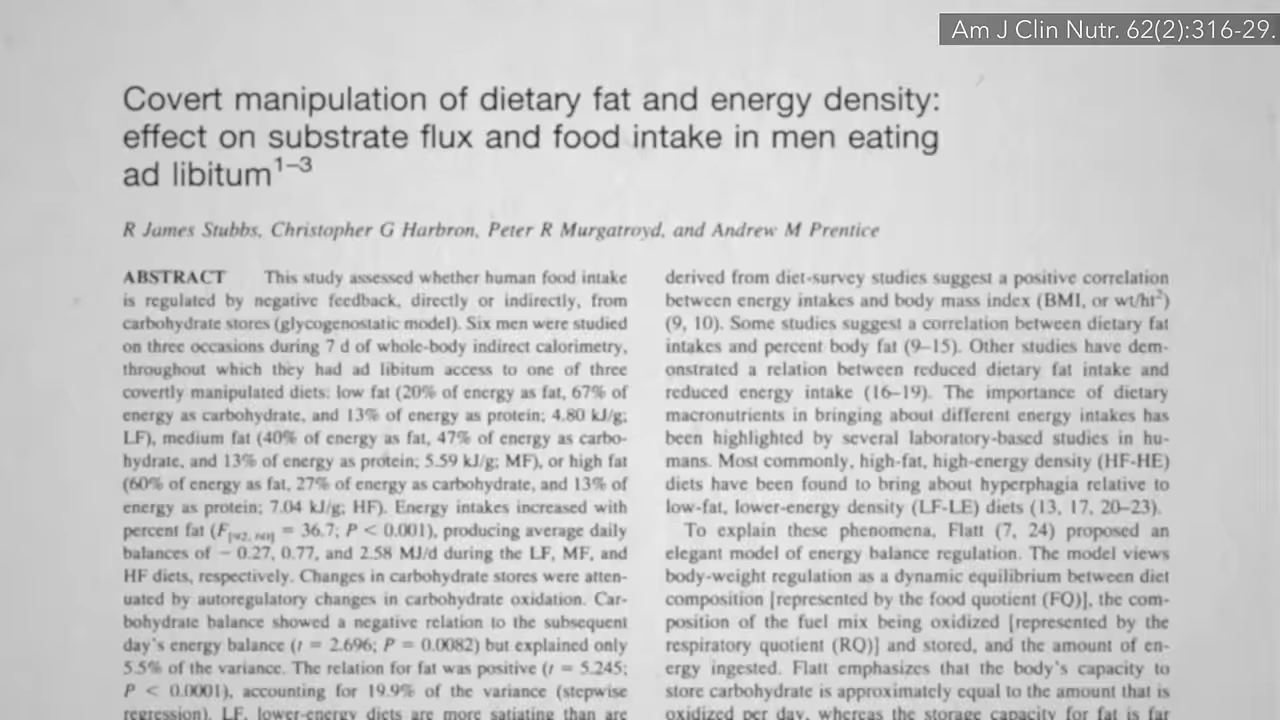 Am J Clin Nutr. 62(2):316-29.
Covert manipulation of dietary fat and energy density:
effect on substrate flux and food intake in men eating
ad libitum1–3
R James Stubbs, Christopher G Harbron, Peter R Murgatroyd, and Andrew M Prentice
ABSTRACT This study assessed whether human food intake
is regulated by negative feedback, directly or indirectly, from
carbohydrate stores (glycogenostatic model). Six men were studied
on three occasions during 7 d of whole-body indirect calorimetry,
throughout which they had ad libitum access to one of three
covertly manipulated diets: low fat (20% of energy as fat, 67% of
energy as carbohydrate, and 13% of energy as protein; 4.80 kJ/g;
LF), medium fat (40% of energy as fat, 47% of energy as carbo-
hydrate, and 13% of energy as protein; 5.59 kJ/g; MF), or high fat
(60% of energy as fat, 27% of energy as carbohydrate, and 13% of
energy as protein; 7.04 kJ/g; HF). Energy intakes increased with
percent fat (F = 36.7; P < 0.001), producing average daily
balances of − 0.27, 0.77, and 2.58 MJ/d during the LF, MF, and
HF diets, respectively. Changes in carbohydrate stores were atten-
uated by autoregulatory changes in carbohydrate oxidation. Car-
bohydrate balance showed a negative relation to the subsequent
day's energy balance (t = 2.696; P = 0.0082) but explained only
5.5% of the variance. The relation for fat was positive (t = 5.245;
P < 0.0001), accounting for 19.9% of the variance (stepwise
regression). LF, lower-energy diets are more satiating than are
derived from diet-survey studies suggest a positive correlation
between energy intakes and body mass index (BMI, or wt/ht²)
(9, 10). Some studies suggest a correlation between dietary fat
intakes and percent body fat (9–15). Other studies have dem-
onstrated a relation between reduced dietary fat intake and
reduced energy intake (16–19). The importance of dietary
macronutrients in bringing about different energy intakes has
been highlighted by several laboratory-based studies in hu-
mans. Most commonly, high-fat, high-energy density (HF-HE)
diets have been found to bring about hyperphagia relative to
low-fat, lower-energy density (LF-LE) diets (13, 17, 20–23).
To explain these phenomena, Flatt (7, 24) proposed an
elegant model of energy balance regulation. The model views
body-weight regulation as a dynamic equilibrium between diet
composition [represented by the food quotient (FQ)], the com-
position of the fuel mix being oxidized [represented by the
respiratory quotient (RQ)] and stored, and the amount of en-
ergy ingested. Flatt emphasizes that the body's capacity to
store carbohydrate is approximately equal to the amount that is
oxidized per day, whereas the storage capacity for fat is far